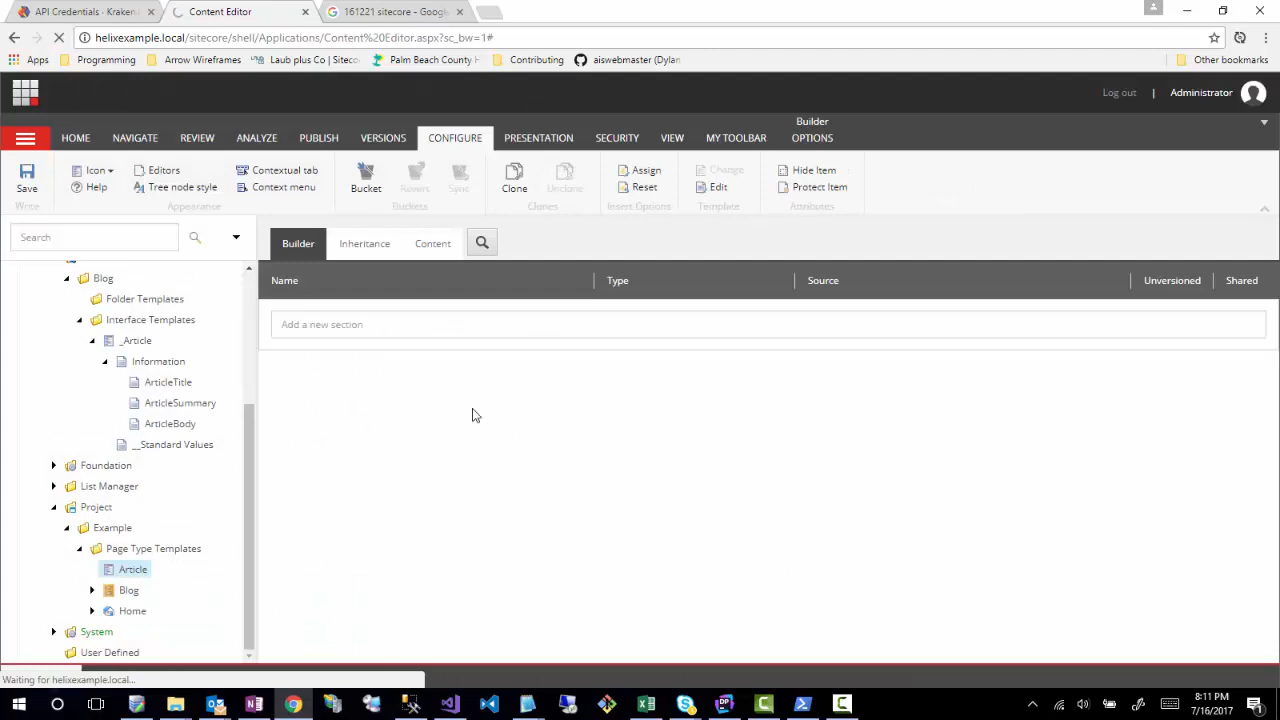 API Credentials - Kraken
Content Editor
161221 sitecore - Googl
helixexample.local/sitecore/shell/Applications/Content%20Editor.aspx?sc_bw=1#
Apps
Programming
Arrow Wireframes
Laub plus Co | Siteco
Palm Beach County
Contributing
aiswebmaster (Dylan
Other bookmarks
Log out | Administrator
Builder
HOME NAVIGATE REVIEW ANALYZE PUBLISH VERSIONS CONFIGURE PRESENTATION SECURITY VIEW MY TOOLBAR OPTIONS
Save
Icon
Help
Editors
Tree node style
Contextual tab
Context menu
Bucket
Revert
Sync
Clone
Unclone
Assign
Reset
Change
Edit
Hide Item
Protect Item
Write Appearance Buckets Clones Insert Options Template Attributes
Search
Builder Inheritance Content
Name Type Source Unversioned Shared
Add a new section
Blog
Folder Templates
Interface Templates
_Article
Information
ArticleTitle
ArticleSummary
ArticleBody
__Standard Values
Foundation
List Manager
Project
Example
Page Type Templates
Article
Blog
Home
System
User Defined
Waiting for helixexample.local...
8:11 PM
7/16/2017